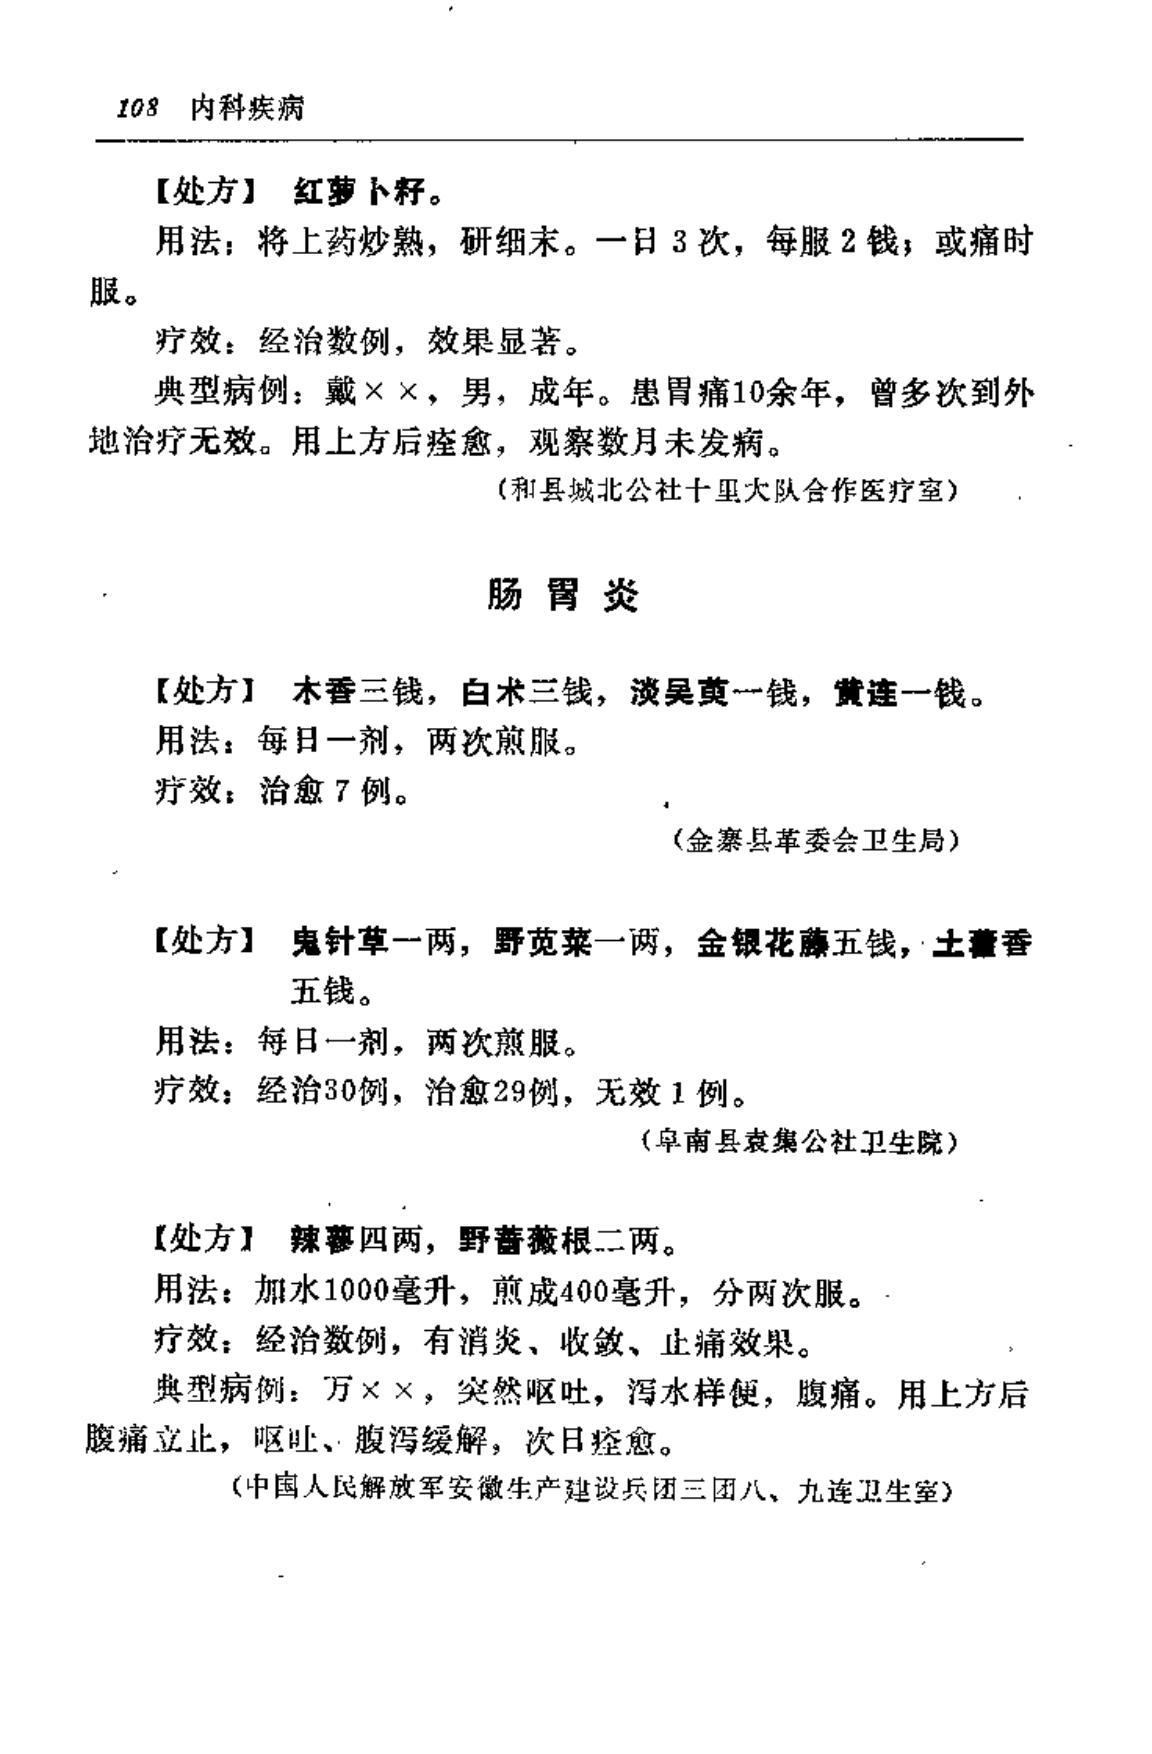 108 内科疾病
【处方】 红萝卜籽。
用法：将上药炒熟，研细末。一日3次，每服2钱；或痛时
服。
疗效：经治数例，效果显著。
典型病例：戴××，男，成年。患胃痛10余年，曾多次到外
地治疗无效。用上方后痊愈，观察数月未发病。
（和县城北公社十里大队合作医疗室）
肠胃炎
【处方】 木香三钱，白术三钱，淡吴萸一钱，黄连一钱。
用法：每日一剂，两次煎服。
疗效：治愈7例。
（金寨县革委会卫生局）
【处方】 鬼针草一两，野苋菜一两，金银花藤五钱，土藿香
五钱。
用法：每日一剂，两次煎服。
疗效：经治30例，治愈29例，无效1例。
（阜南县袁集公社卫生院）
【处方】 辣蓼四两，野蔷薇根二两。
用法：加水1000毫升，煎成400毫升，分两次服。
疗效：经治数例，有消炎、收敛、止痛效果。
典型病例：万××，突然呕吐，泻水样便，腹痛。用上方后
腹痛立止，呕吐、腹泻缓解，次日痊愈。
（中国人民解放军安徽生产建设兵团三团八、九连卫生室）